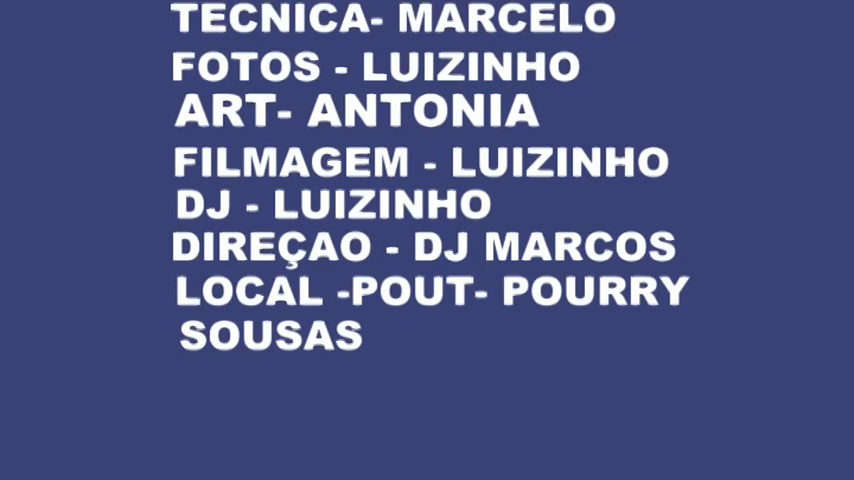 TECNICA- MARCELO
FOTOS - LUIZINHO
ART- ANTONIA
FILMAGEM - LUIZINHO
DJ - LUIZINHO
DIREÇAO - DJ MARCOS
LOCAL -POUT- POURRY
SOUSAS